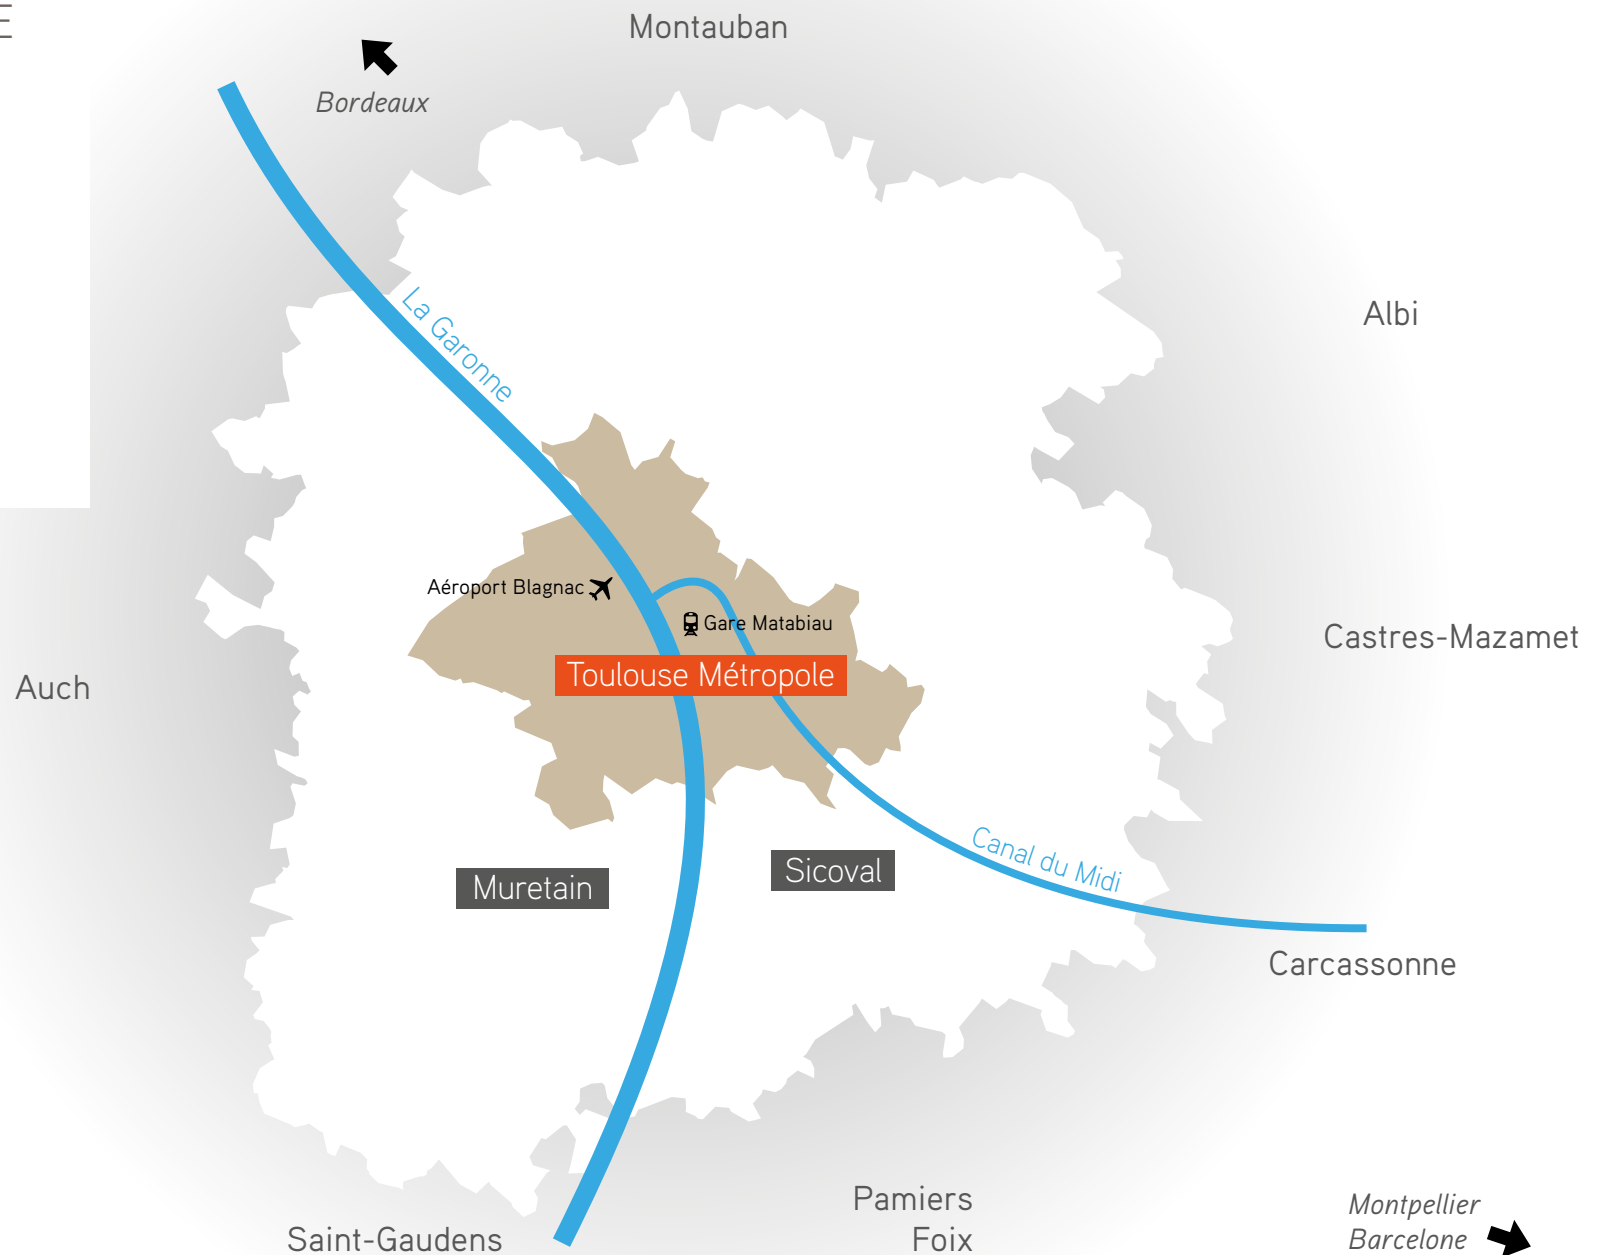 E
Montauban
Bordeaux
La Garonne
Albi
Aéroport Blagnac
Gare Matabiau
Castres-Mazamet
Toulouse Métropole
Auch
Canal du Midi
Sicoval
Muretain
Carcassonne
Pamiers
Foix
Saint-Gaudens
Montpellier
Barcelone